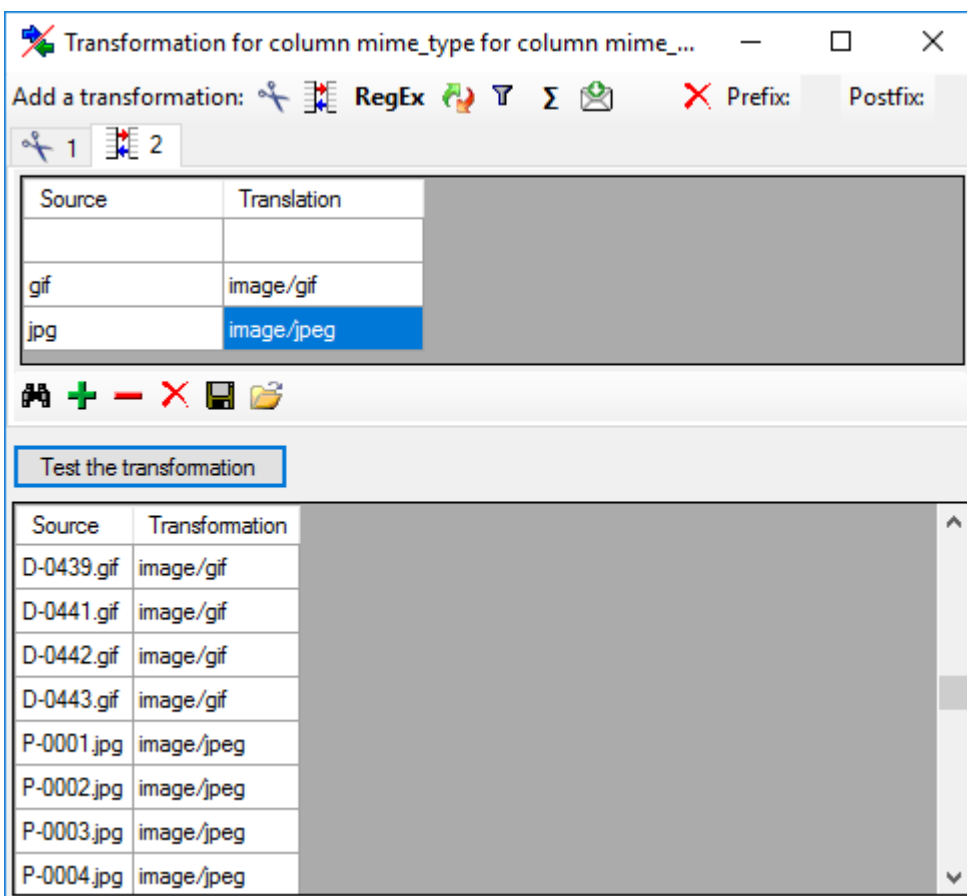 Transformation for column mime_type for column mime_...
Add a transformation: RegEx Σ Prefix: Postfix:
1 2
Source Translation
gif image/gif
jpg image/jpeg
Test the transformation
Source Transformation
D-0439.gif image/gif
D-0441.gif image/gif
D-0442.gif image/gif
D-0443.gif image/gif
P-0001.jpg image/jpeg
P-0002.jpg image/jpeg
P-0003.jpg image/jpeg
P-0004.jpg image/jpeg